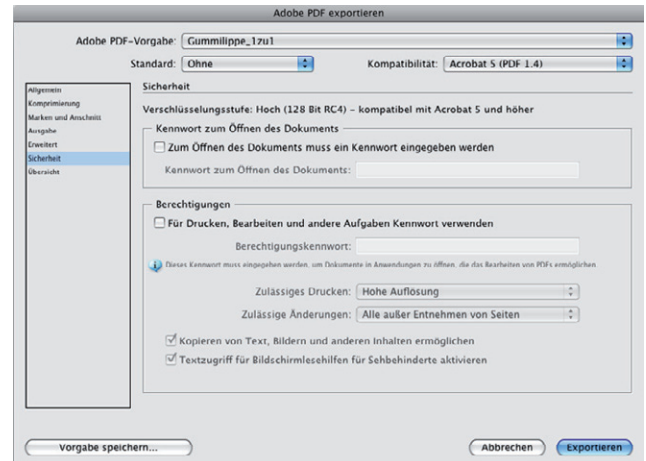 Adobe PDF exportieren
Adobe PDF-Vorgabe: Gummilippe_1zu1
Standard: Ohne Kompatibilität: Acrobat 5 (PDF 1.4)
Allgemein
Komprimierung
Marken und Anschnitt
Ausgabe
Erweitert
Sicherheit
Übersicht
Sicherheit
Verschlüsselungsstufe: Hoch (128 Bit RC4) – kompatibel mit Acrobat 5 und höher
Kennwort zum Öffnen des Dokuments
Zum Öffnen des Dokuments muss ein Kennwort eingegeben werden
Kennwort zum Öffnen des Dokuments:
Berechtigungen
Für Drucken, Bearbeiten und andere Aufgaben Kennwort verwenden
Berechtigungskennwort:
Dieses Kennwort muss eingegeben werden, um Dokumente in Anwendungen zu öffnen, die das Bearbeiten von PDFs ermöglichen.
Zulässiges Drucken: Hohe Auflösung
Zulässige Änderungen: Alle außer Entnehmen von Seiten
Kopieren von Text, Bildern und anderen Inhalten ermöglichen
Textzugriff für Bildschirmlesehilfen für Sehbehinderte aktivieren
Vorgabe speichern... Abbrechen Exportieren